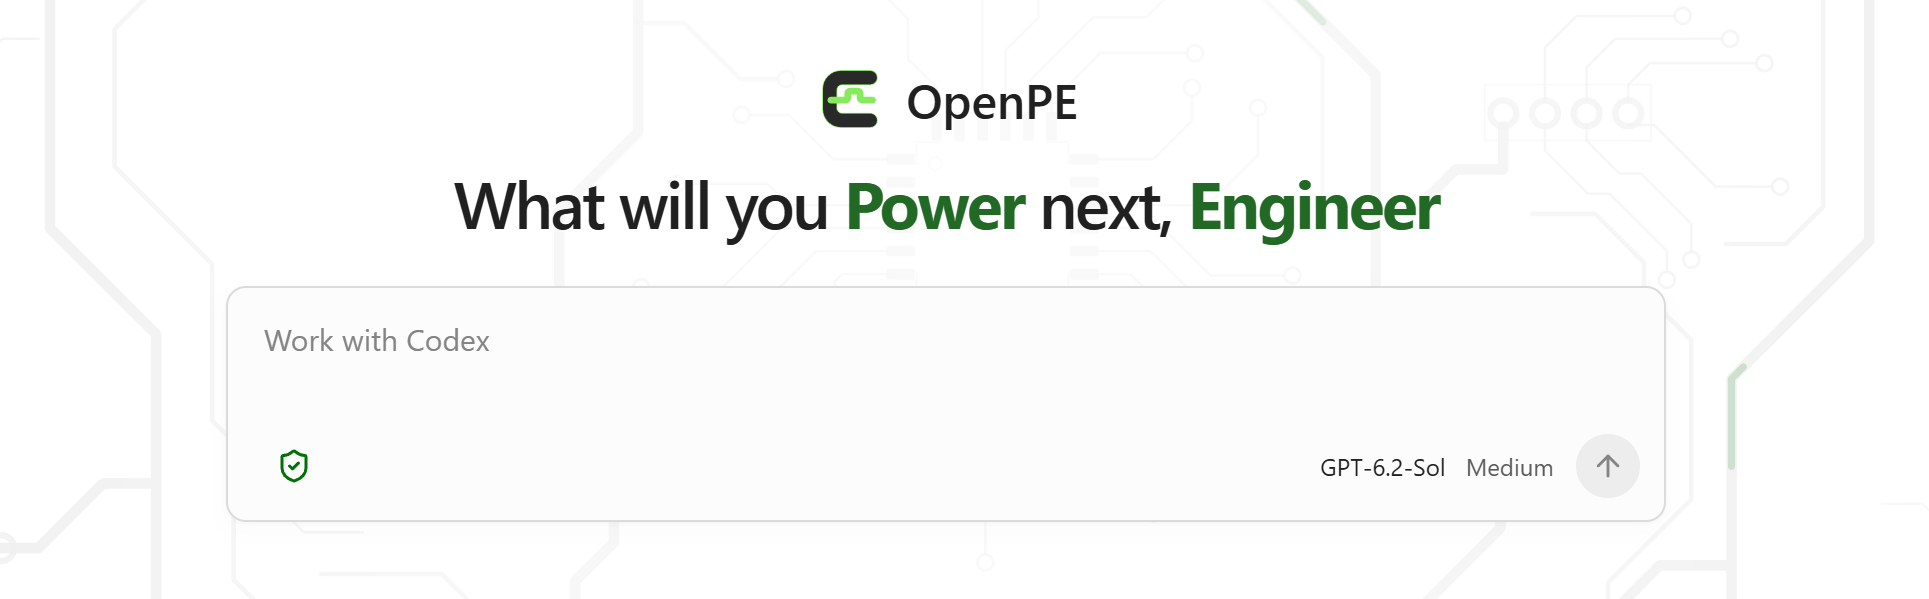 OpenPE
What will you Power next, Engineer
Work with Codex
GPT-6.2-Sol Medium